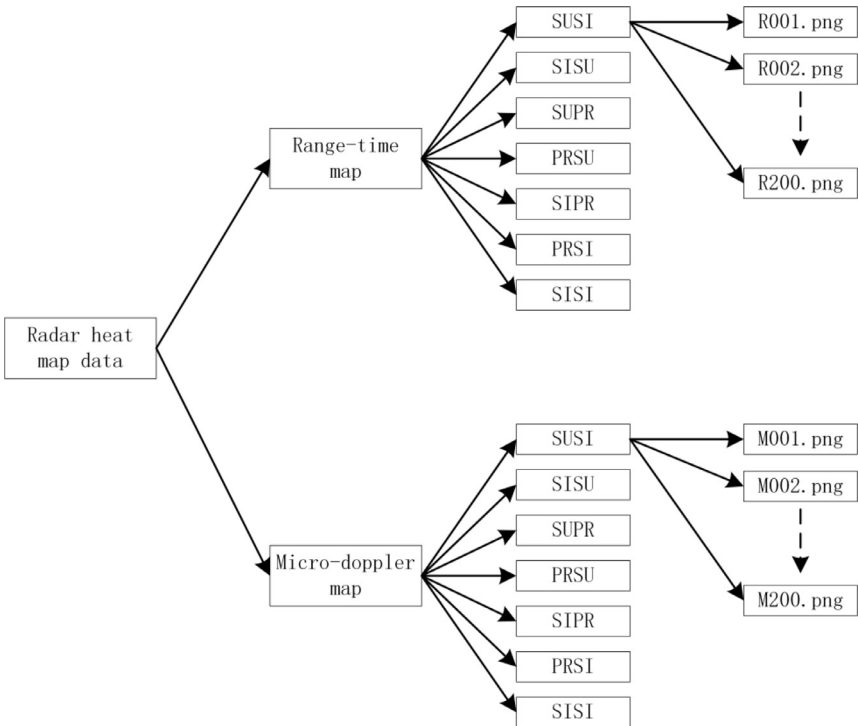 Radar heat
map data
Range-time
map
SUSI
SISU
SUPR
PRSU
SIPR
PRSI
SISI
R001.png
R002.png
R200.png
Micro-doppler
map
SUSI
SISU
SUPR
PRSU
SIPR
PRSI
SISI
M001.png
M002.png
M200.png